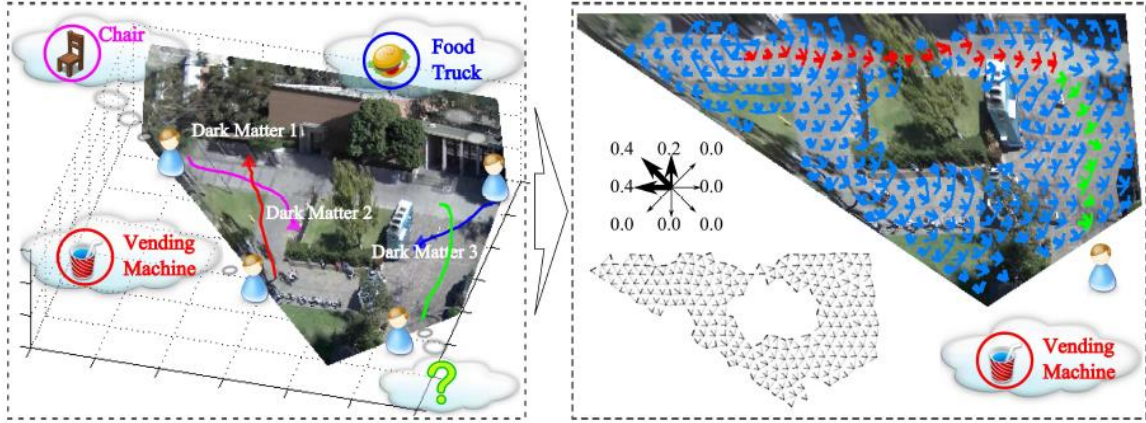 Chair
Food
Truck
Dark Matter 1
Dark Matter 2
Vending
Machine
Dark Matter 3
?
0.4 0.2 0.0
0.4 0.0
0.0 0.0 0.0
Vending
Machine